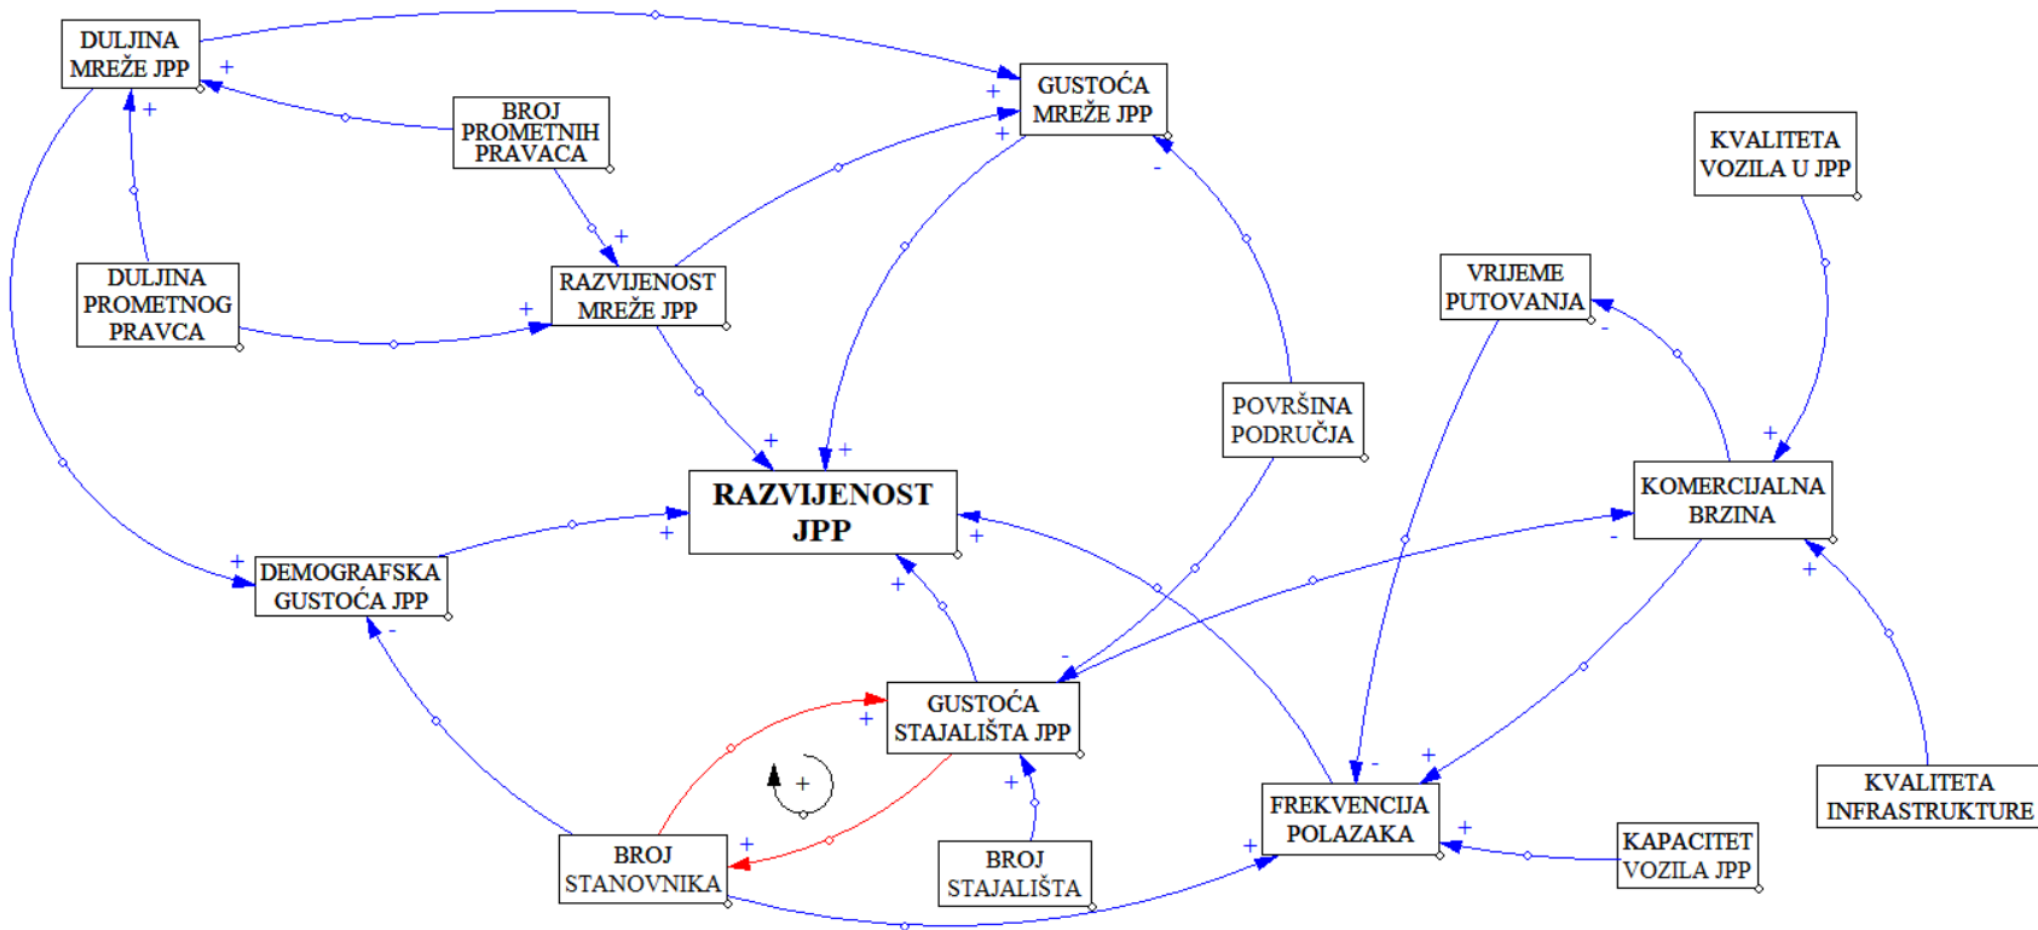 DULJINA
MREŽE JPP
+
+
BROJ
PROMETNIH
PRAVACA
GUSTOĆA
MREŽE JPP
+
+
-
KVALITETA
VOZILA U JPP
DULJINA
PROMETNOG
PRAVCA
+
RAZVIJENOST
MREŽE JPP
+
VRIJEME
PUTOVANJA
-
POVRŠINA
PODRUČJA
+
+
RAZVIJENOST
JPP
+
+
+
KOMERCIJALNA
BRZINA
+
-
+
DEMOGRAFSKA
GUSTOĆA JPP
+
-
GUSTOĆA
STAJALIŠTA JPP
-
+
+
+
BROJ
STANOVNIKA
+
BROJ
STAJALIŠTA
FREKVENCIJA
POLAZAKA
-
+
+
+
KAPACITET
VOZILA JPP
KVALITETA
INFRASTRUKTURE